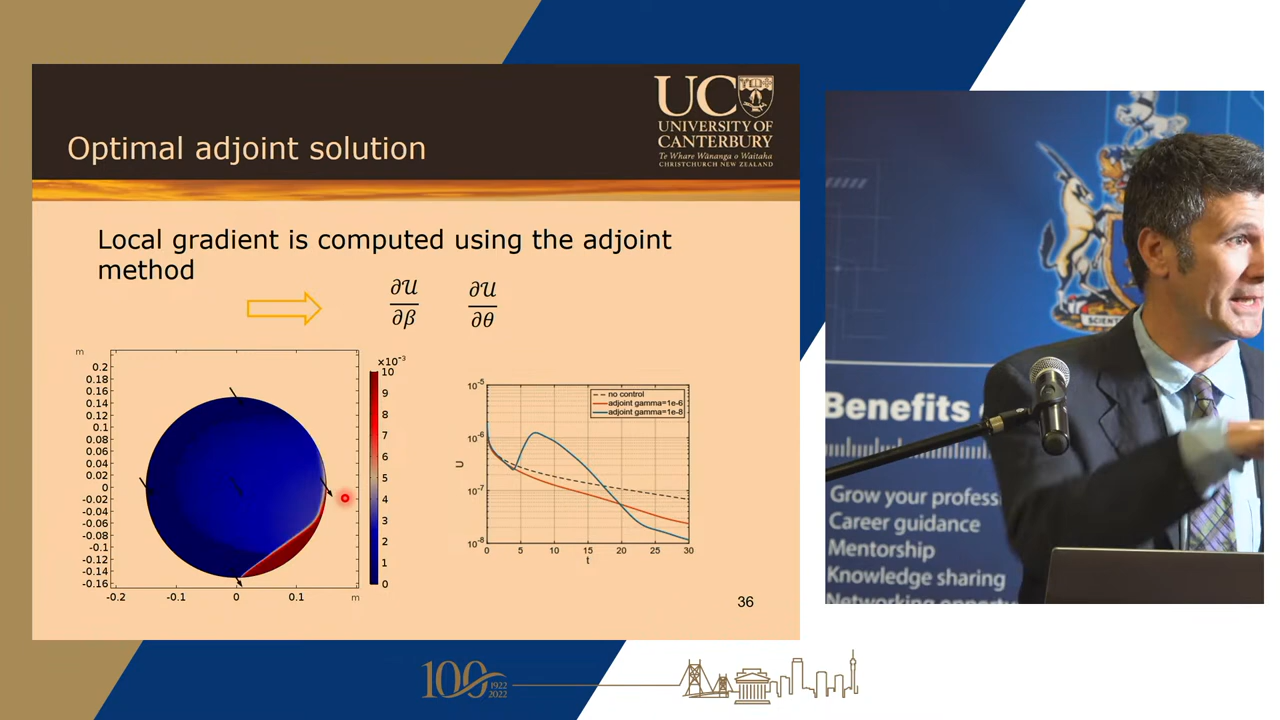 UC
UNIVERSITY OF
CANTERBURY
Te Whare Wānanga o Waitaha
CHRISTCHURCH NEW ZEALAND
Optimal adjoint solution
Local gradient is computed using the adjoint
method
∂𝒰/∂β ∂𝒰/∂θ
m
0.2
0.18
0.16
0.14
0.12
0.1
0.08
0.06
0.04
0.02
0
-0.02
-0.04
-0.06
-0.08
-0.1
-0.12
-0.14
-0.16
-0.2 -0.1 0 0.1 m
×10⁻³
10
9
8
7
6
5
4
3
2
1
0
no control
adjoint gamma=1e-6
adjoint gamma=1e-8
10⁻⁵
10⁻⁶
10⁻⁷
10⁻⁸
U
0 5 10 15 20 25 30
t
36
SCIENT
Benefits
Grow your profess
Career guidance
Mentorship
Knowledge sharing
Networking opportu
100 1922
2022